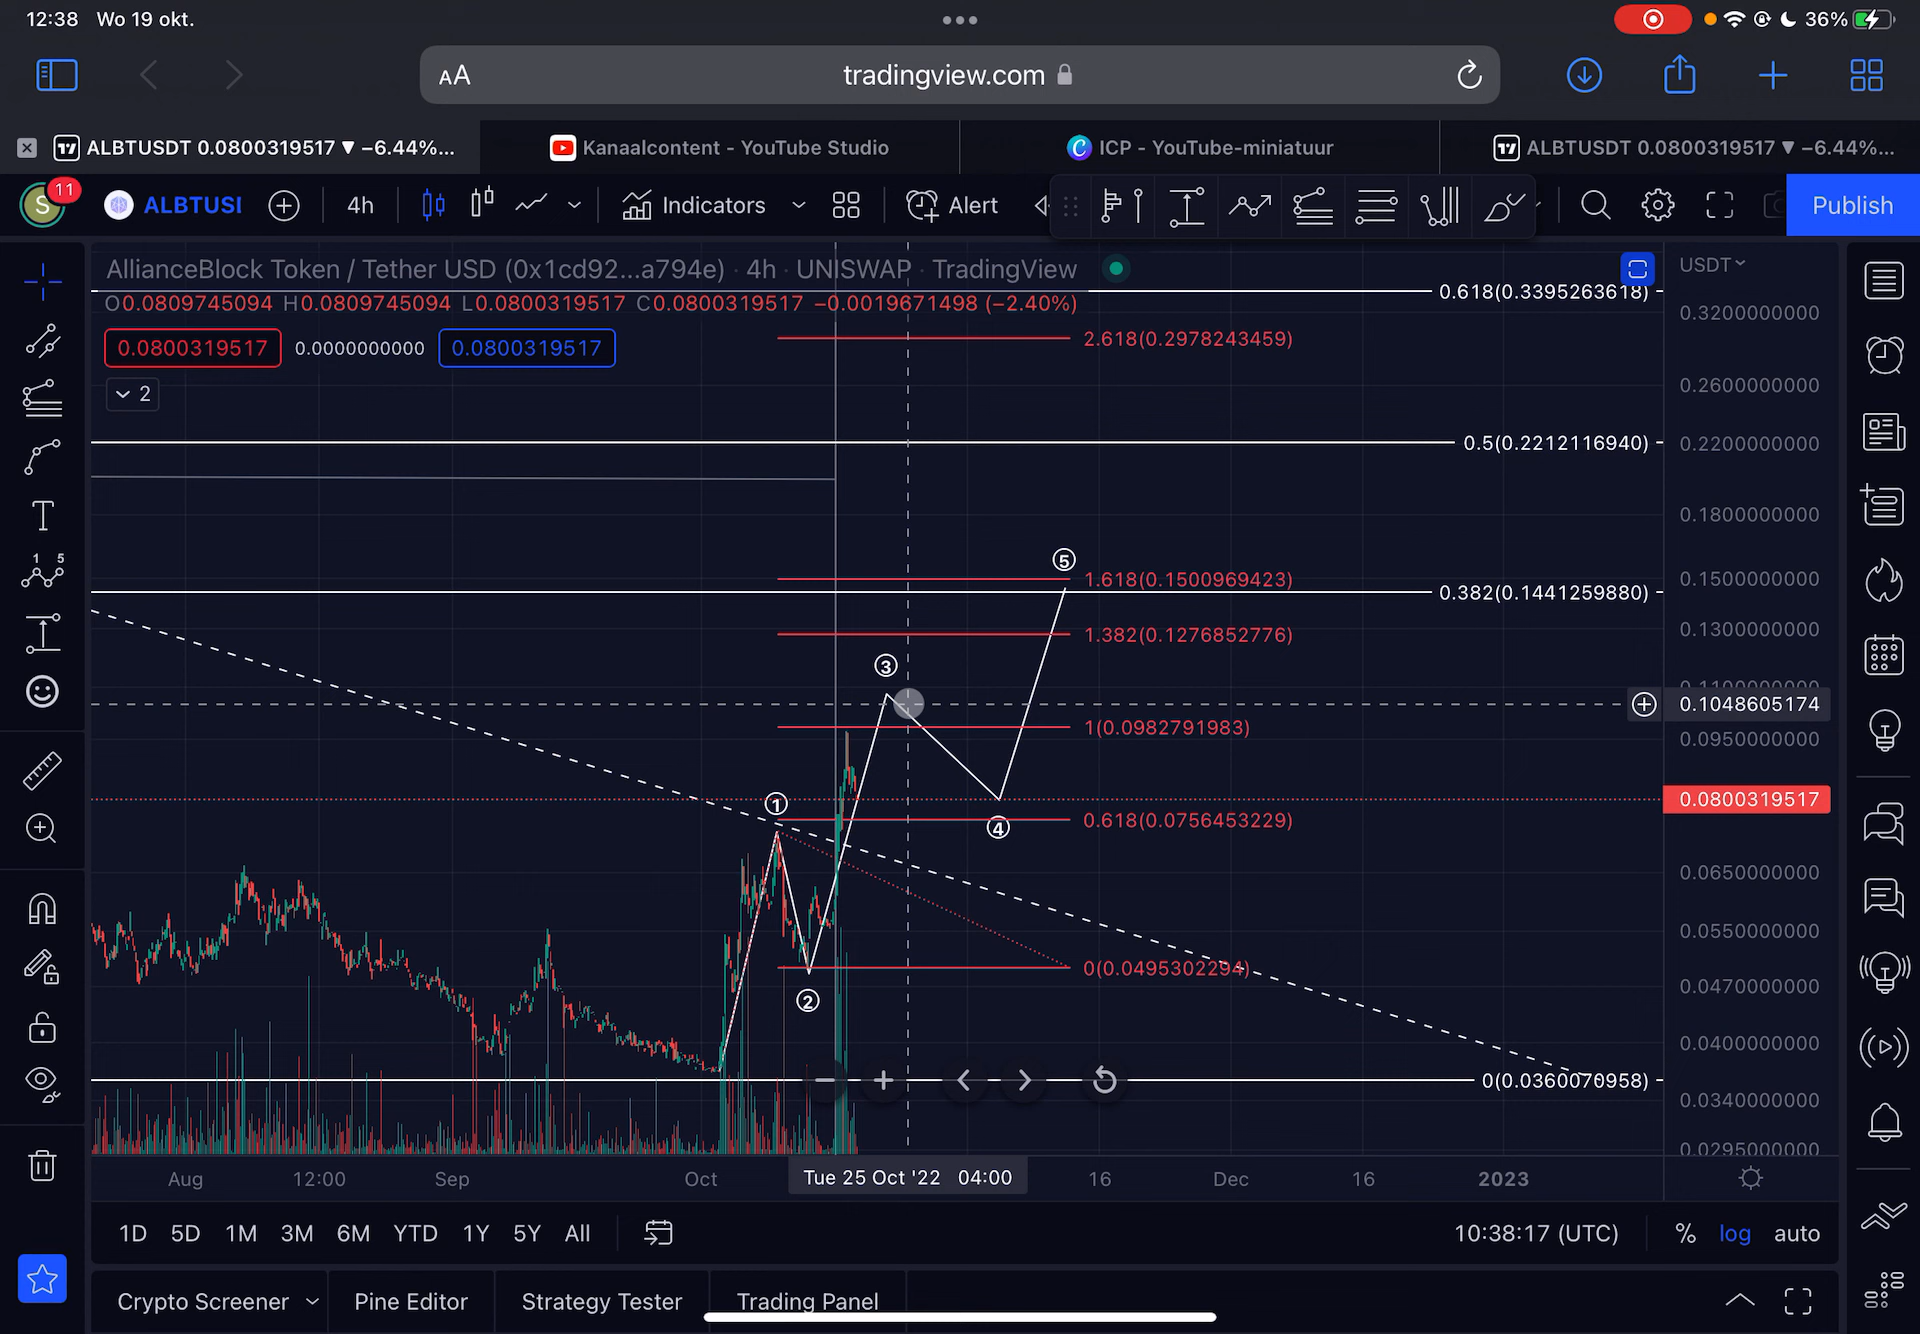 12:38 Wo 19 okt.
36%
AA
tradingview.com
ALBTUSDT 0.0800319517 ▼ −6.44%...
Kanaalcontent - YouTube Studio
ICP - YouTube-miniatuur
ALBTUSDT 0.0800319517 ▼ −6.44%...
S
11
ALBTUSI
4h
Indicators
Alert
Publish
AllianceBlock Token / Tether USD (0x1cd92...a794e) · 4h · UNISWAP · TradingView
USDT
O0.0809745094 H0.0809745094 L0.0800319517 C0.0800319517 −0.0019671498 (−2.40%)
0.618(0.3395263618)
0.3200000000
2.618(0.2978243459)
0.0800319517
0.0000000000
0.0800319517
2
0.2600000000
0.5(0.2212116940)
0.2200000000
0.1800000000
5
1.618(0.1500969423)
0.1500000000
0.382(0.1441259880)
1.382(0.1276852776)
0.1300000000
3
0.1100000000
0.1048605174
1(0.0982791983)
0.0950000000
1
0.0800319517
0.618(0.0756453229)
4
0.0650000000
0.0550000000
0(0.0495302294)
0.0470000000
2
0.0400000000
0(0.0360070958)
0.0340000000
0.0295000000
Aug
12:00
Sep
Oct
Tue 25 Oct '22 04:00
16
Dec
16
2023
1D 5D 1M 3M 6M YTD 1Y 5Y All
10:38:17 (UTC)
% log auto
Crypto Screener
Pine Editor
Strategy Tester
Trading Panel